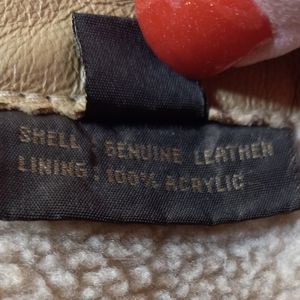 SHELL : GENUINE LEATHER
LINING : 100% ACRYLIC